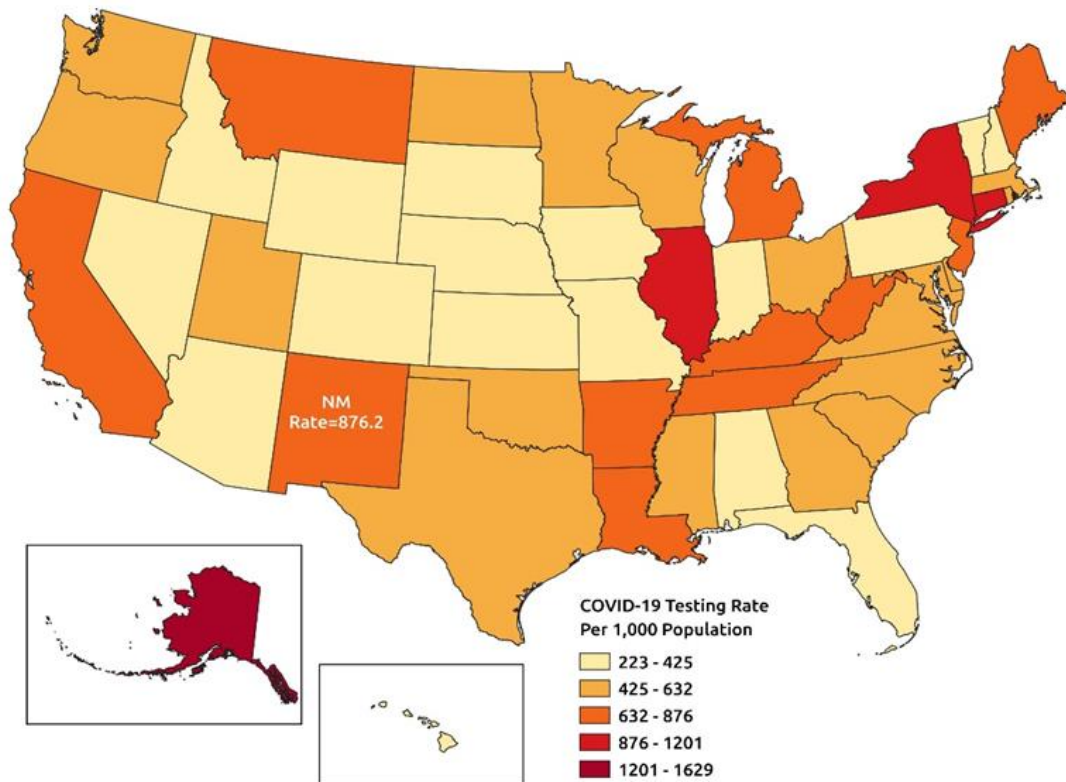 NM
Rate=876.2
COVID-19 Testing Rate
Per 1,000 Population
223 - 425
425 - 632
632 - 876
876 - 1201
1201 - 1629